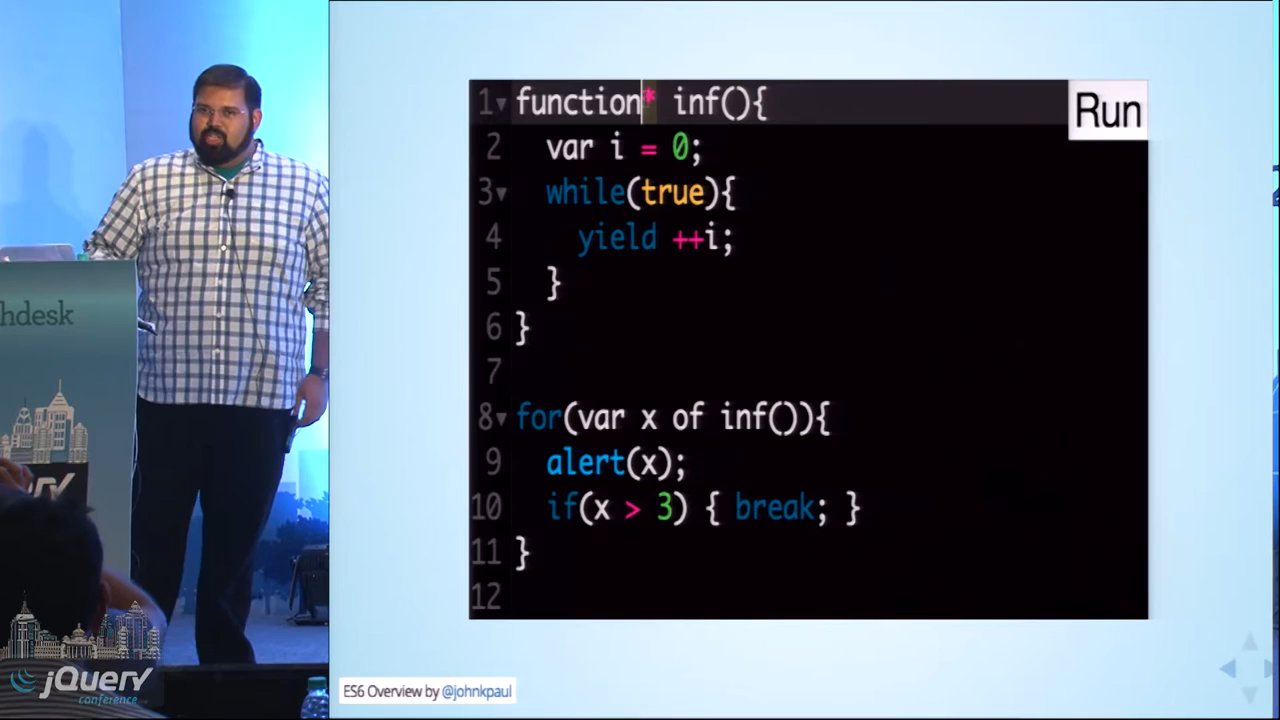 hdesk
jQuery
conference
1 function* inf(){
2 var i = 0;
3 while(true){
4 yield ++i;
5 }
6 }
7
8 for(var x of inf()){
9 alert(x);
10 if(x > 3) { break; }
11 }
12
Run
ES6 Overview by @johnkpaul